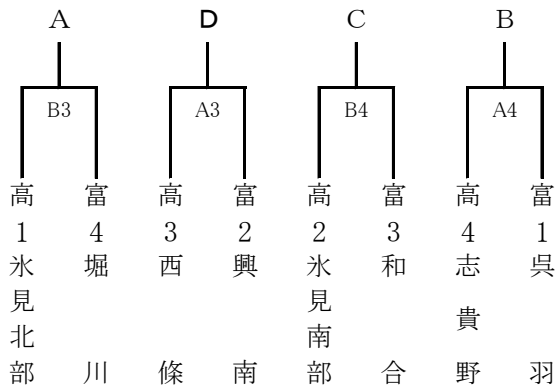 A D C B
B3 A3 B4 A4
高 富 高 富 高 富 高 富
1 4 3 2 2 3 4 1
氷見北部 堀川 西條 興南 氷見南部 和合 志貴野 呉羽